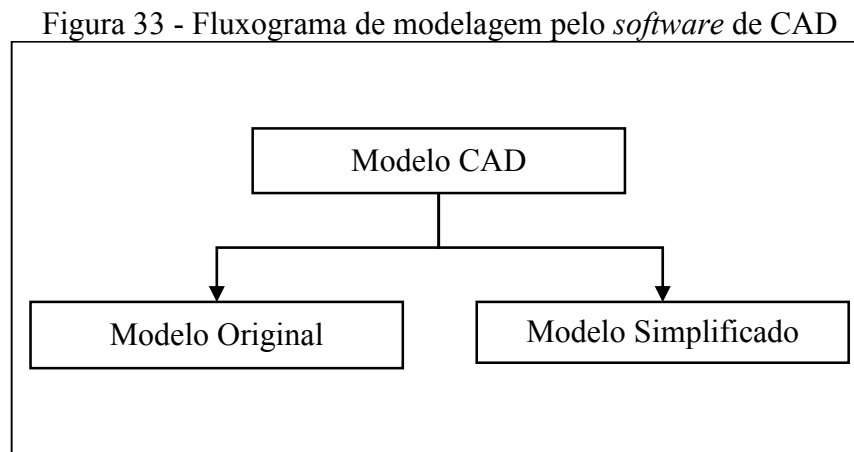 Figura 33 - Fluxograma de modelagem pelo software de CAD
Modelo CAD
Modelo Original
Modelo Simplificado